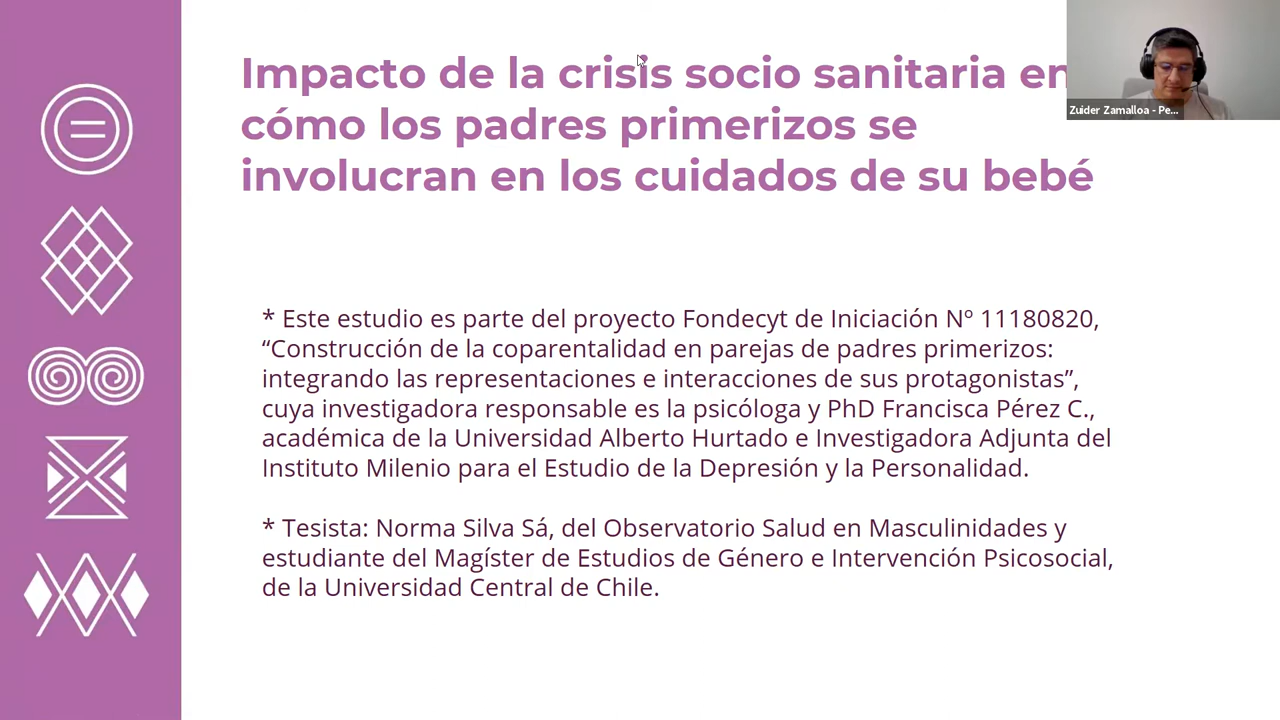 Impacto de la crisis socio sanitaria en
cómo los padres primerizos se
involucran en los cuidados de su bebé
Zuider Zamalloa - Pe...
* Este estudio es parte del proyecto Fondecyt de Iniciación Nº 11180820,
“Construcción de la coparentalidad en parejas de padres primerizos:
integrando las representaciones e interacciones de sus protagonistas”,
cuya investigadora responsable es la psicóloga y PhD Francisca Pérez C.,
académica de la Universidad Alberto Hurtado e Investigadora Adjunta del
Instituto Milenio para el Estudio de la Depresión y la Personalidad.
* Tesista: Norma Silva Sá, del Observatorio Salud en Masculinidades y
estudiante del Magíster de Estudios de Género e Intervención Psicosocial,
de la Universidad Central de Chile.